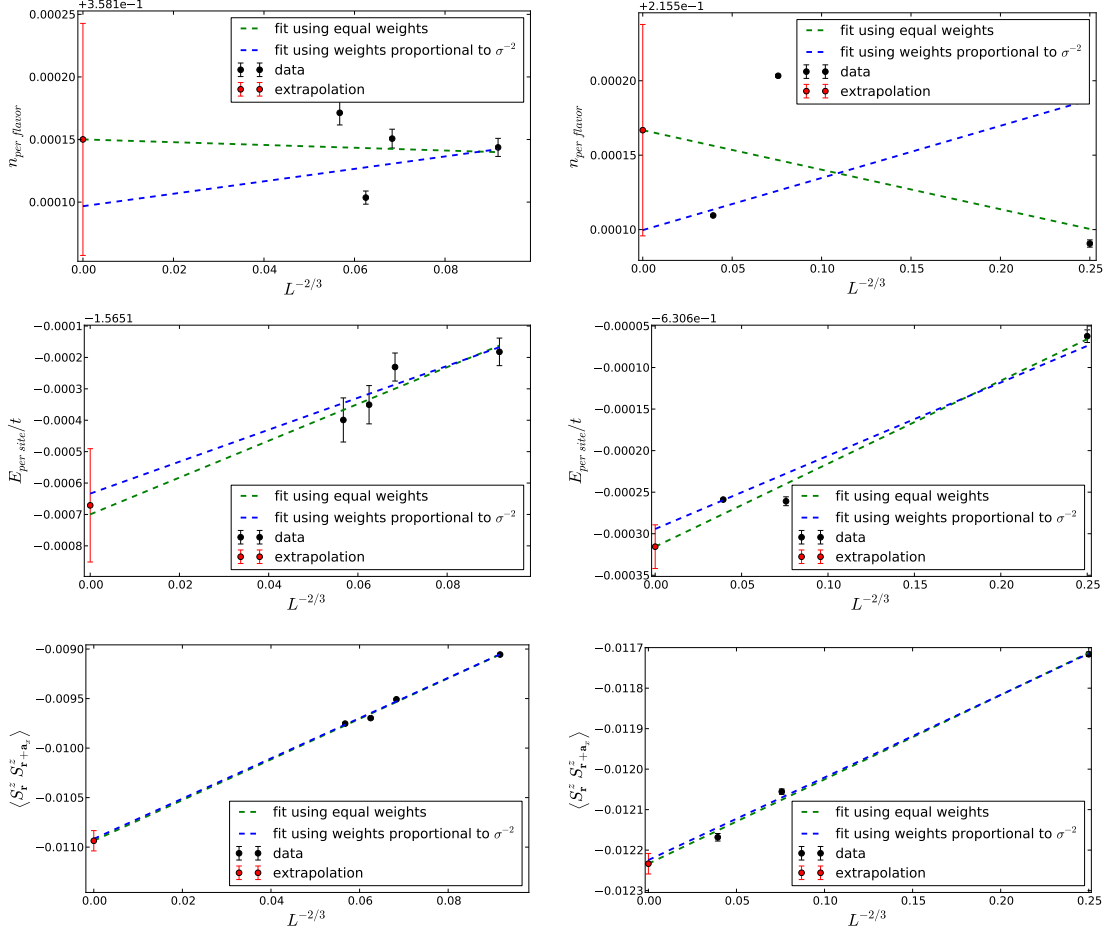 +3.581e−1
0.00025
0.00020
0.00015
0.00010
n_{per flavor}
fit using equal weights
fit using weights proportional to σ^{−2}
data
extrapolation
0.00 0.02 0.04 0.06 0.08
L^{−2/3}
+2.155e−1
0.00020
0.00015
0.00010
n_{per flavor}
fit using equal weights
fit using weights proportional to σ^{−2}
data
extrapolation
0.00 0.05 0.10 0.15 0.20 0.25
L^{−2/3}
−1.5651
−0.0001
−0.0002
−0.0003
−0.0004
−0.0005
−0.0006
−0.0007
−0.0008
E_{per site}/t
fit using equal weights
fit using weights proportional to σ^{−2}
data
extrapolation
0.00 0.02 0.04 0.06 0.08
L^{−2/3}
−6.306e−1
−0.00005
−0.00010
−0.00015
−0.00020
−0.00025
−0.00030
−0.00035
E_{per site}/t
fit using equal weights
fit using weights proportional to σ^{−2}
data
extrapolation
0.00 0.05 0.10 0.15 0.20 0.25
L^{−2/3}
−0.0090
−0.0095
−0.0100
−0.0105
−0.0110
⟨S^z_r S^z_{r+a_x}⟩
fit using equal weights
fit using weights proportional to σ^{−2}
data
extrapolation
0.00 0.02 0.04 0.06 0.08
L^{−2/3}
−0.0117
−0.0118
−0.0119
−0.0120
−0.0121
−0.0122
−0.0123
⟨S^z_r S^z_{r+a_x}⟩
fit using equal weights
fit using weights proportional to σ^{−2}
data
extrapolation
0.00 0.05 0.10 0.15 0.20 0.25
L^{−2/3}